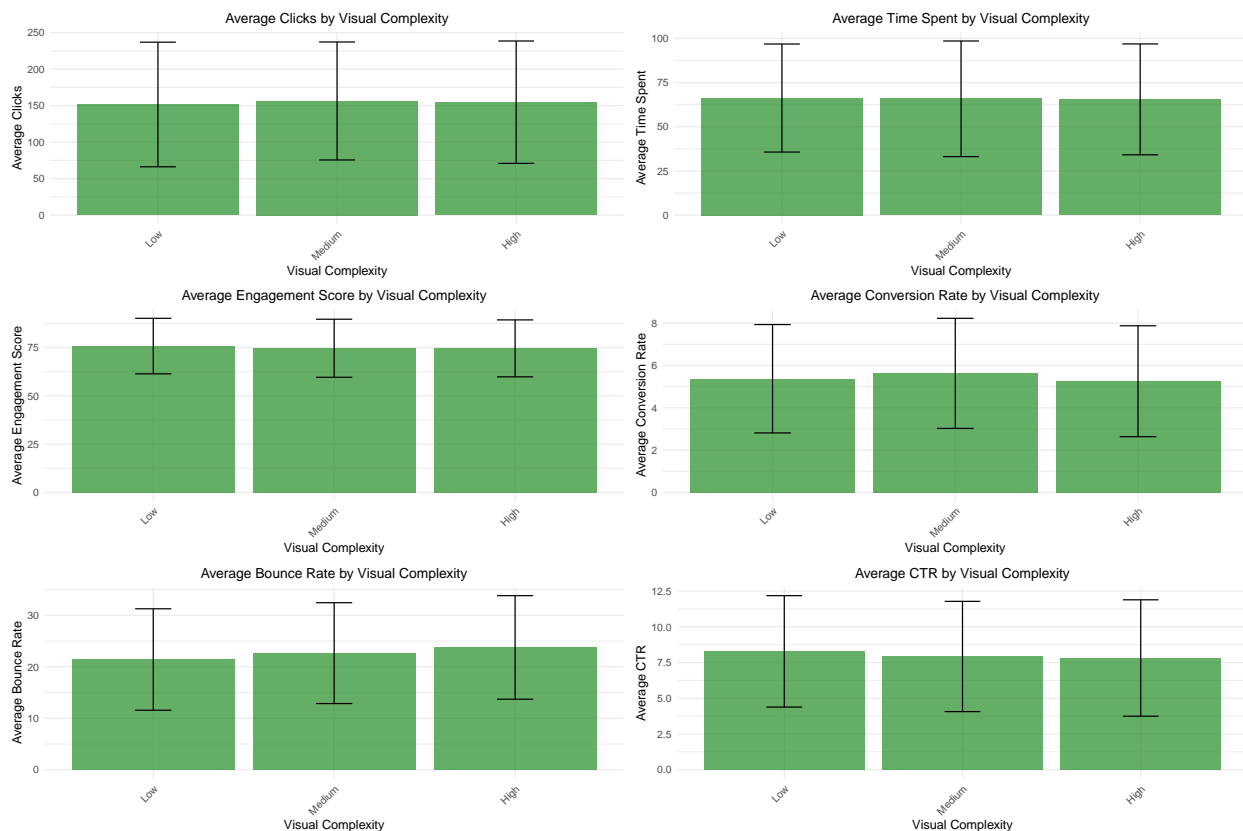 Average Clicks by Visual Complexity
250
200
150
100
50
0
Average Clicks
Low
Medium
High
Visual Complexity
Average Time Spent by Visual Complexity
100
75
50
25
0
Average Time Spent
Low
Medium
High
Visual Complexity
Average Engagement Score by Visual Complexity
75
50
25
0
Average Engagement Score
Low
Medium
High
Visual Complexity
Average Conversion Rate by Visual Complexity
8
6
4
2
0
Average Conversion Rate
Low
Medium
High
Visual Complexity
Average Bounce Rate by Visual Complexity
30
20
10
0
Average Bounce Rate
Low
Medium
High
Visual Complexity
Average CTR by Visual Complexity
12.5
10.0
7.5
5.0
2.5
0.0
Average CTR
Low
Medium
High
Visual Complexity